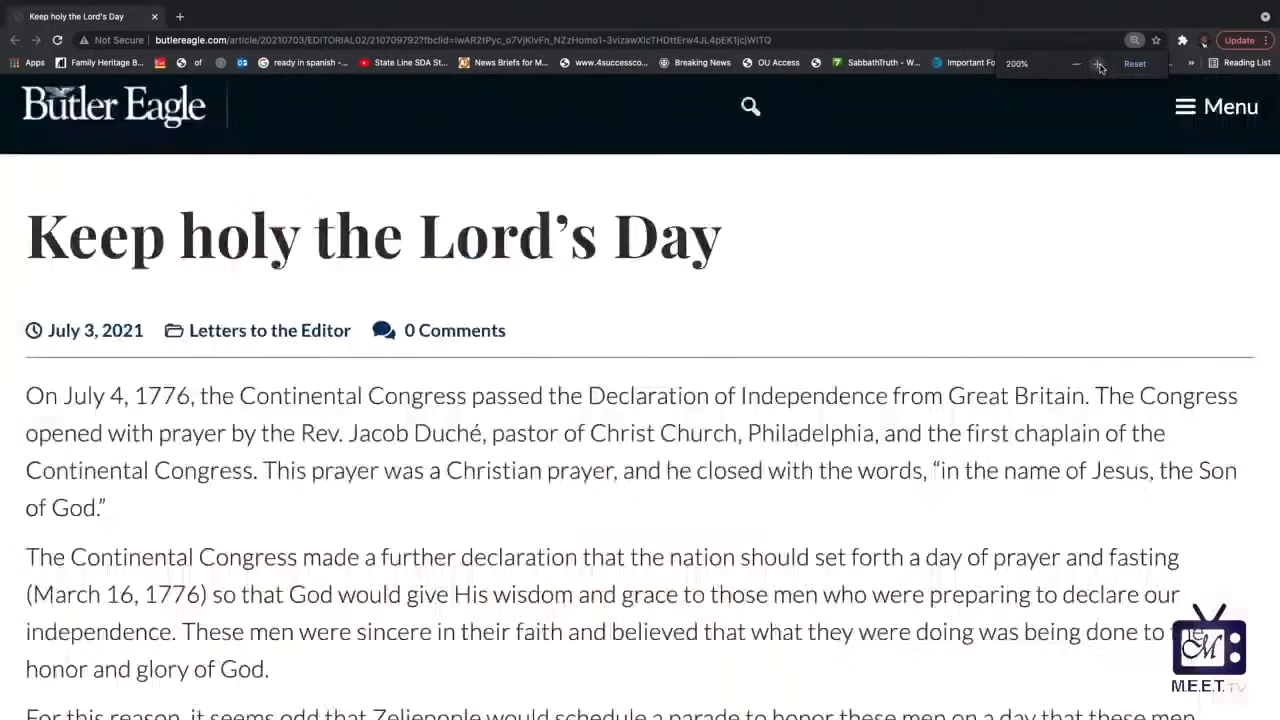 Keep holy the Lord's Day
Not Secure
butlereagle.com/article/20210703/EDITORIAL02/210709792?fbclid=
Update
Apps
Family Heritage B...
of
ready in spanish -...
State Line SDA St...
News Briefs for M...
www.4successco...
Breaking News
OU Access
SabbathTruth - W...
Important Fo
200%
Reset
»
Reading List
Butler Eagle
Menu
Keep holy the Lord’s Day
July 3, 2021
Letters to the Editor
0 Comments
On July 4, 1776, the Continental Congress passed the Declaration of Independence from Great Britain. The Congress
opened with prayer by the Rev. Jacob Duché, pastor of Christ Church, Philadelphia, and the first chaplain of the
Continental Congress. This prayer was a Christian prayer, and he closed with the words, “in the name of Jesus, the Son
of God.”
The Continental Congress made a further declaration that the nation should set forth a day of prayer and fasting
(March 16, 1776) so that God would give His wisdom and grace to those men who were preparing to declare our
independence. These men were sincere in their faith and believed that what they were doing was being done to the
honor and glory of God.
For this reason, it seems odd that Zelienople would schedule a parade to honor these men on a day that these men
M
M.E.E.T. TV